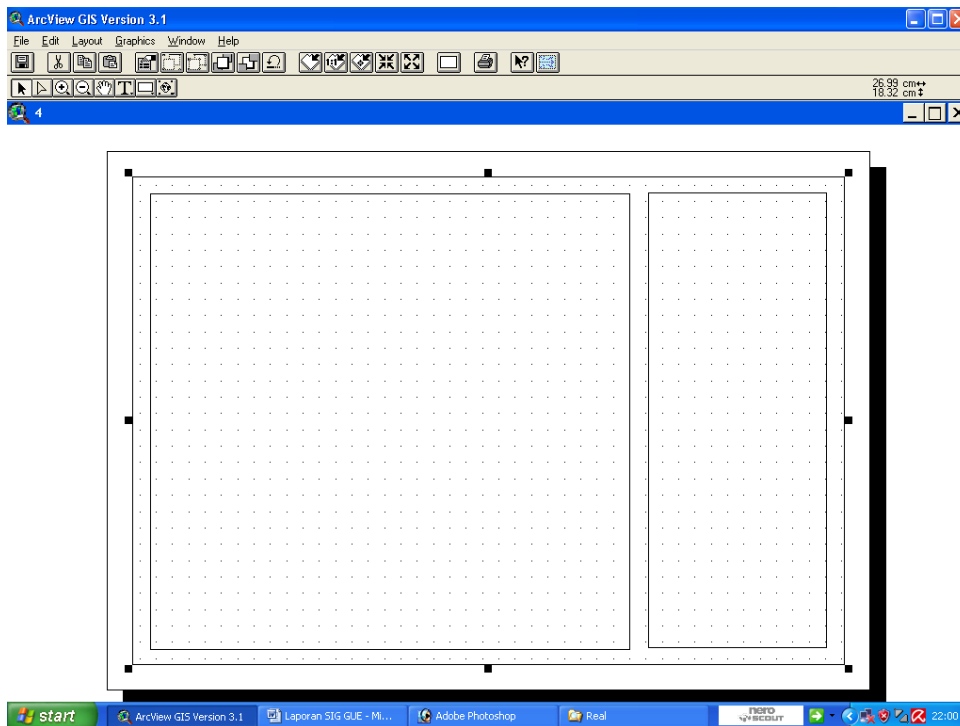 ArcView GIS Version 3.1
File Edit Layout Graphics Window Help
26.99 cm
18.32 cm
4
start ArcView GIS Version 3.1 Laporan SIG GUE - Mi... Adobe Photoshop Real nero SCOUT 22:00